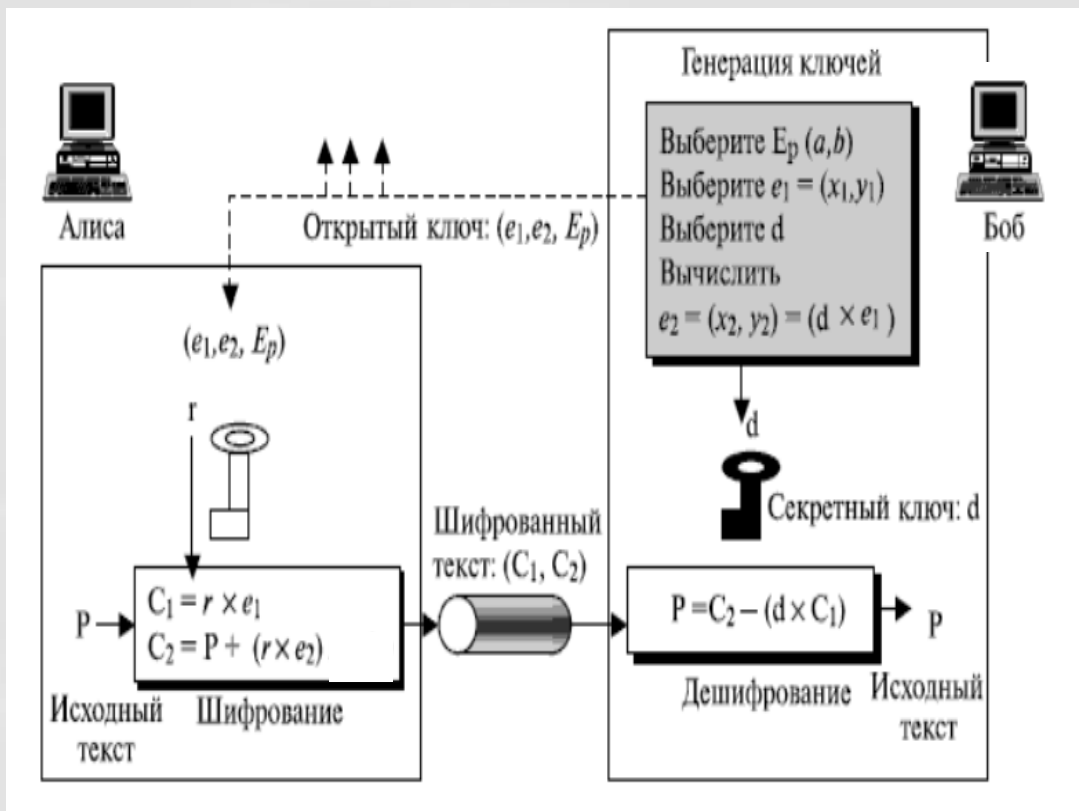 Генерация ключей
Алиса
Боб
Выберите Eₚ (a,b)
Выберите e₁ = (x₁,y₁)
Выберите d
Вычислить
e₂ = (x₂, y₂) = (d × e₁ )
Открытый ключ: (e₁,e₂, Eₚ)
(e₁,e₂, Eₚ)
r
d
Секретный ключ: d
Шифрованный
текст: (C₁, C₂)
P
C₁ = r × e₁
C₂ = P + (r × e₂)
P = C₂ – (d × C₁)
P
Исходный
текст
Шифрование
Дешифрование
Исходный
текст